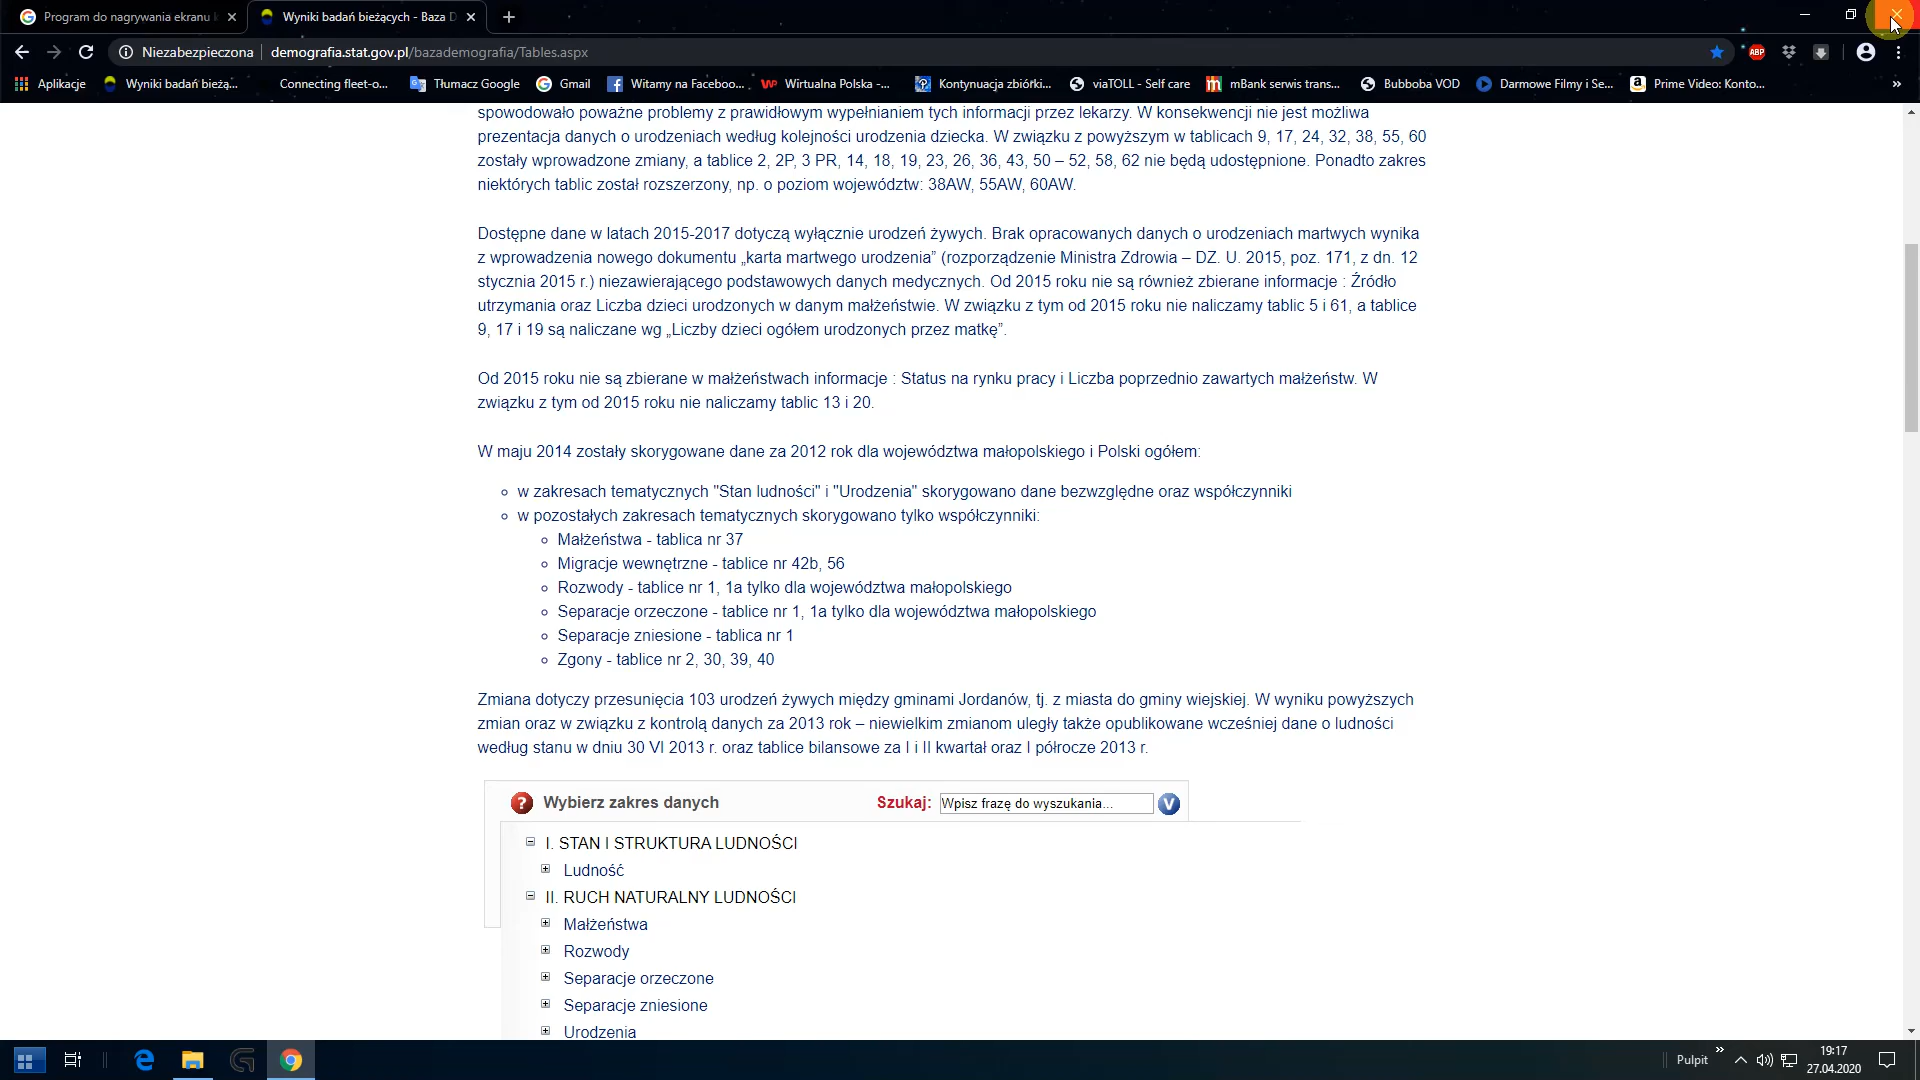 Program do nagrywania ekranu
Wyniki badań bieżących - Baza D
Niezabezpieczona
demografia.stat.gov.pl/bazademografia/Tables.aspx
ABP
Aplikacje
Wyniki badań bieżą...
Connecting fleet-o...
Tłumacz Google
Gmail
Witamy na Faceboo...
Wirtualna Polska -...
Kontynuacja zbiórki...
viaTOLL - Self care
mBank serwis trans...
Bubboba VOD
Darmowe Filmy i Se...
Prime Video: Konto...
»
spowodowało poważne problemy z prawidłowym wypełnianiem tych informacji przez lekarzy. W konsekwencji nie jest możliwa
prezentacja danych o urodzeniach według kolejności urodzenia dziecka. W związku z powyższym w tablicach 9, 17, 24, 32, 38, 55, 60
zostały wprowadzone zmiany, a tablice 2, 2P, 3 PR, 14, 18, 19, 23, 26, 36, 43, 50 – 52, 58, 62 nie będą udostępnione. Ponadto zakres
niektórych tablic został rozszerzony, np. o poziom województw: 38AW, 55AW, 60AW.
Dostępne dane w latach 2015-2017 dotyczą wyłącznie urodzeń żywych. Brak opracowanych danych o urodzeniach martwych wynika
z wprowadzenia nowego dokumentu „karta martwego urodzenia” (rozporządzenie Ministra Zdrowia – DZ. U. 2015, poz. 171, z dn. 12
stycznia 2015 r.) niezawierającego podstawowych danych medycznych. Od 2015 roku nie są również zbierane informacje : Źródło
utrzymania oraz Liczba dzieci urodzonych w danym małżeństwie. W związku z tym od 2015 roku nie naliczamy tablic 5 i 61, a tablice
9, 17 i 19 są naliczane wg „Liczby dzieci ogółem urodzonych przez matkę”.
Od 2015 roku nie są zbierane w małżeństwach informacje : Status na rynku pracy i Liczba poprzednio zawartych małżeństw. W
związku z tym od 2015 roku nie naliczamy tablic 13 i 20.
W maju 2014 zostały skorygowane dane za 2012 rok dla województwa małopolskiego i Polski ogółem:
w zakresach tematycznych "Stan ludności" i "Urodzenia" skorygowano dane bezwzględne oraz współczynniki
w pozostałych zakresach tematycznych skorygowano tylko współczynniki:
Małżeństwa - tablica nr 37
Migracje wewnętrzne - tablice nr 42b, 56
Rozwody - tablice nr 1, 1a tylko dla województwa małopolskiego
Separacje orzeczone - tablice nr 1, 1a tylko dla województwa małopolskiego
Separacje zniesione - tablica nr 1
Zgony - tablice nr 2, 30, 39, 40
Zmiana dotyczy przesunięcia 103 urodzeń żywych między gminami Jordanów, tj. z miasta do gminy wiejskiej. W wyniku powyższych
zmian oraz w związku z kontrolą danych za 2013 rok – niewielkim zmianom uległy także opublikowane wcześniej dane o ludności
według stanu w dniu 30 VI 2013 r. oraz tablice bilansowe za I i II kwartał oraz I półrocze 2013 r.
? Wybierz zakres danych
Szukaj: Wpisz frazę do wyszukania... V
I. STAN I STRUKTURA LUDNOŚCI
Ludność
II. RUCH NATURALNY LUDNOŚCI
Małżeństwa
Rozwody
Separacje orzeczone
Separacje zniesione
Urodzenia
Pulpit »
19:17
27.04.2020